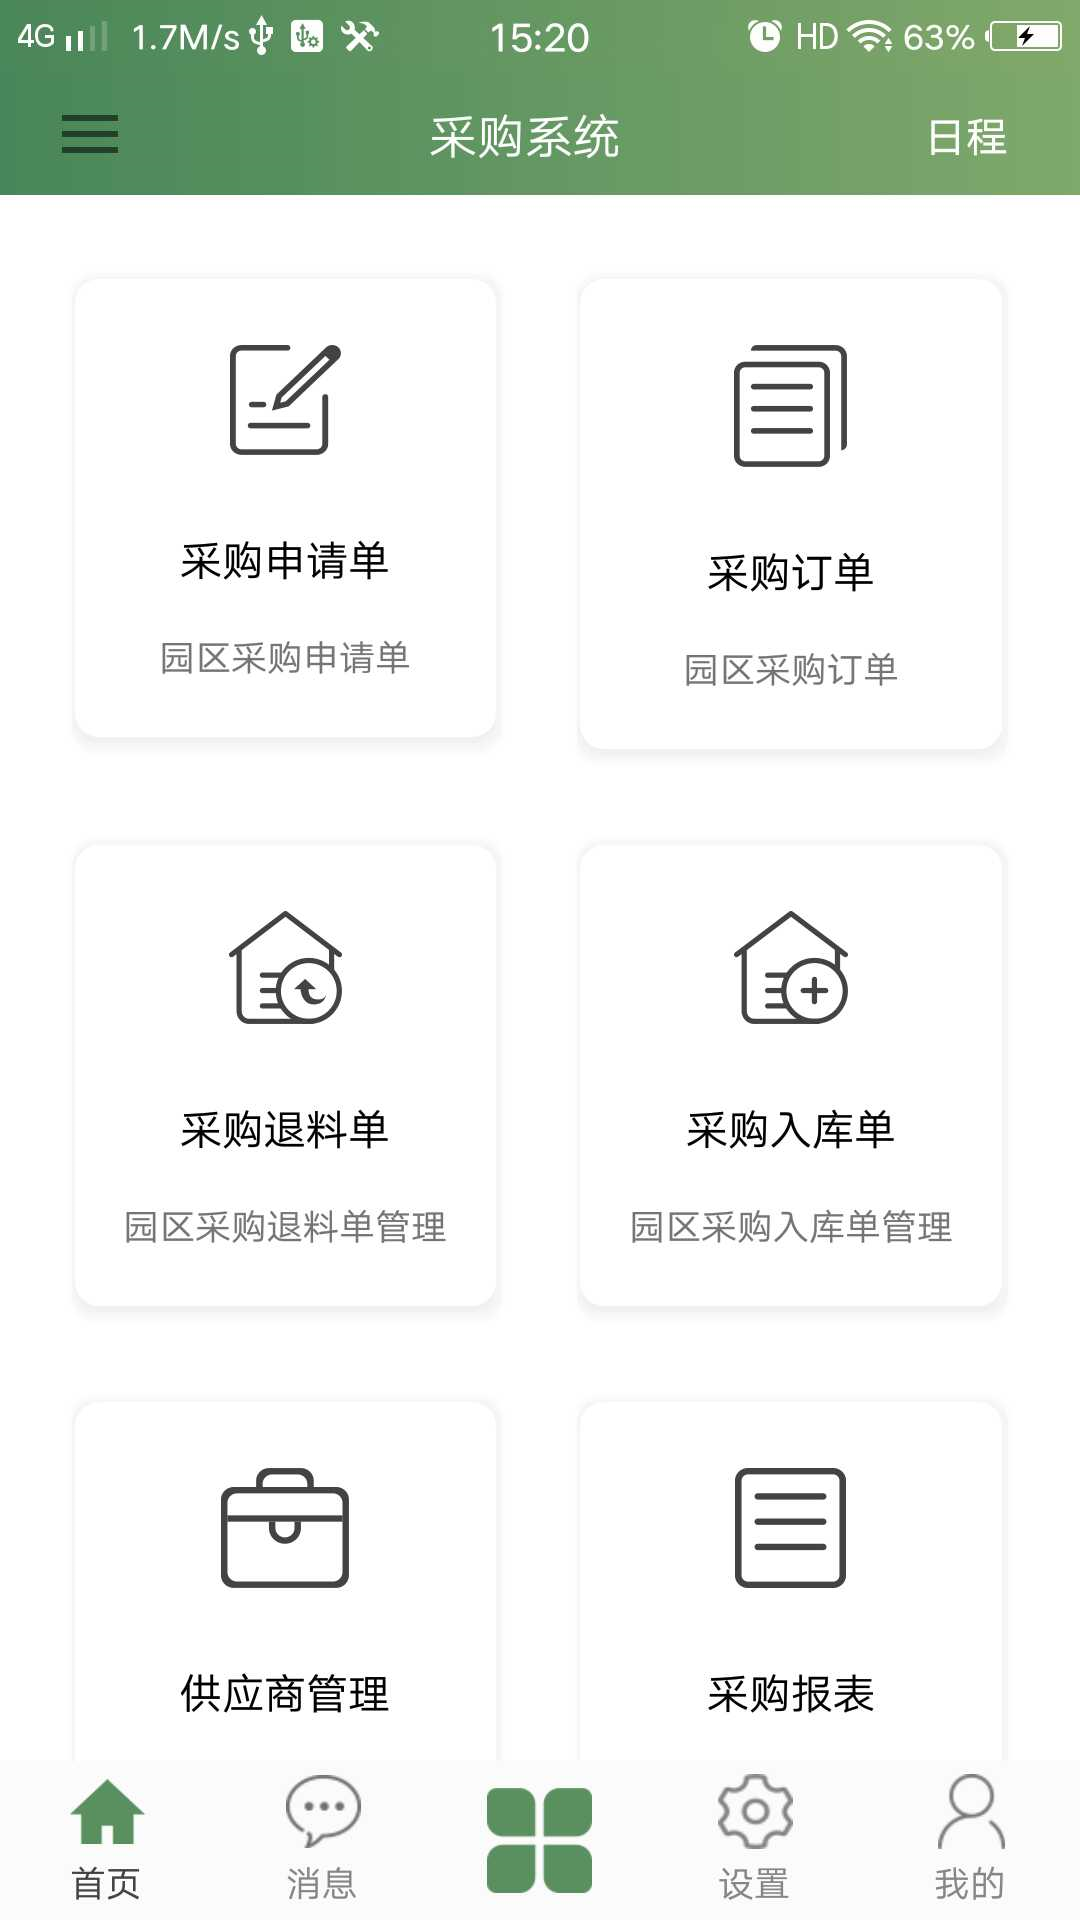 4G 1.7M/s 15:20 HD 63%
采购系统 日程
采购申请单
园区采购申请单
采购订单
园区采购订单
采购退料单
园区采购退料单管理
采购入库单
园区采购入库单管理
供应商管理
采购报表
首页 消息 设置 我的